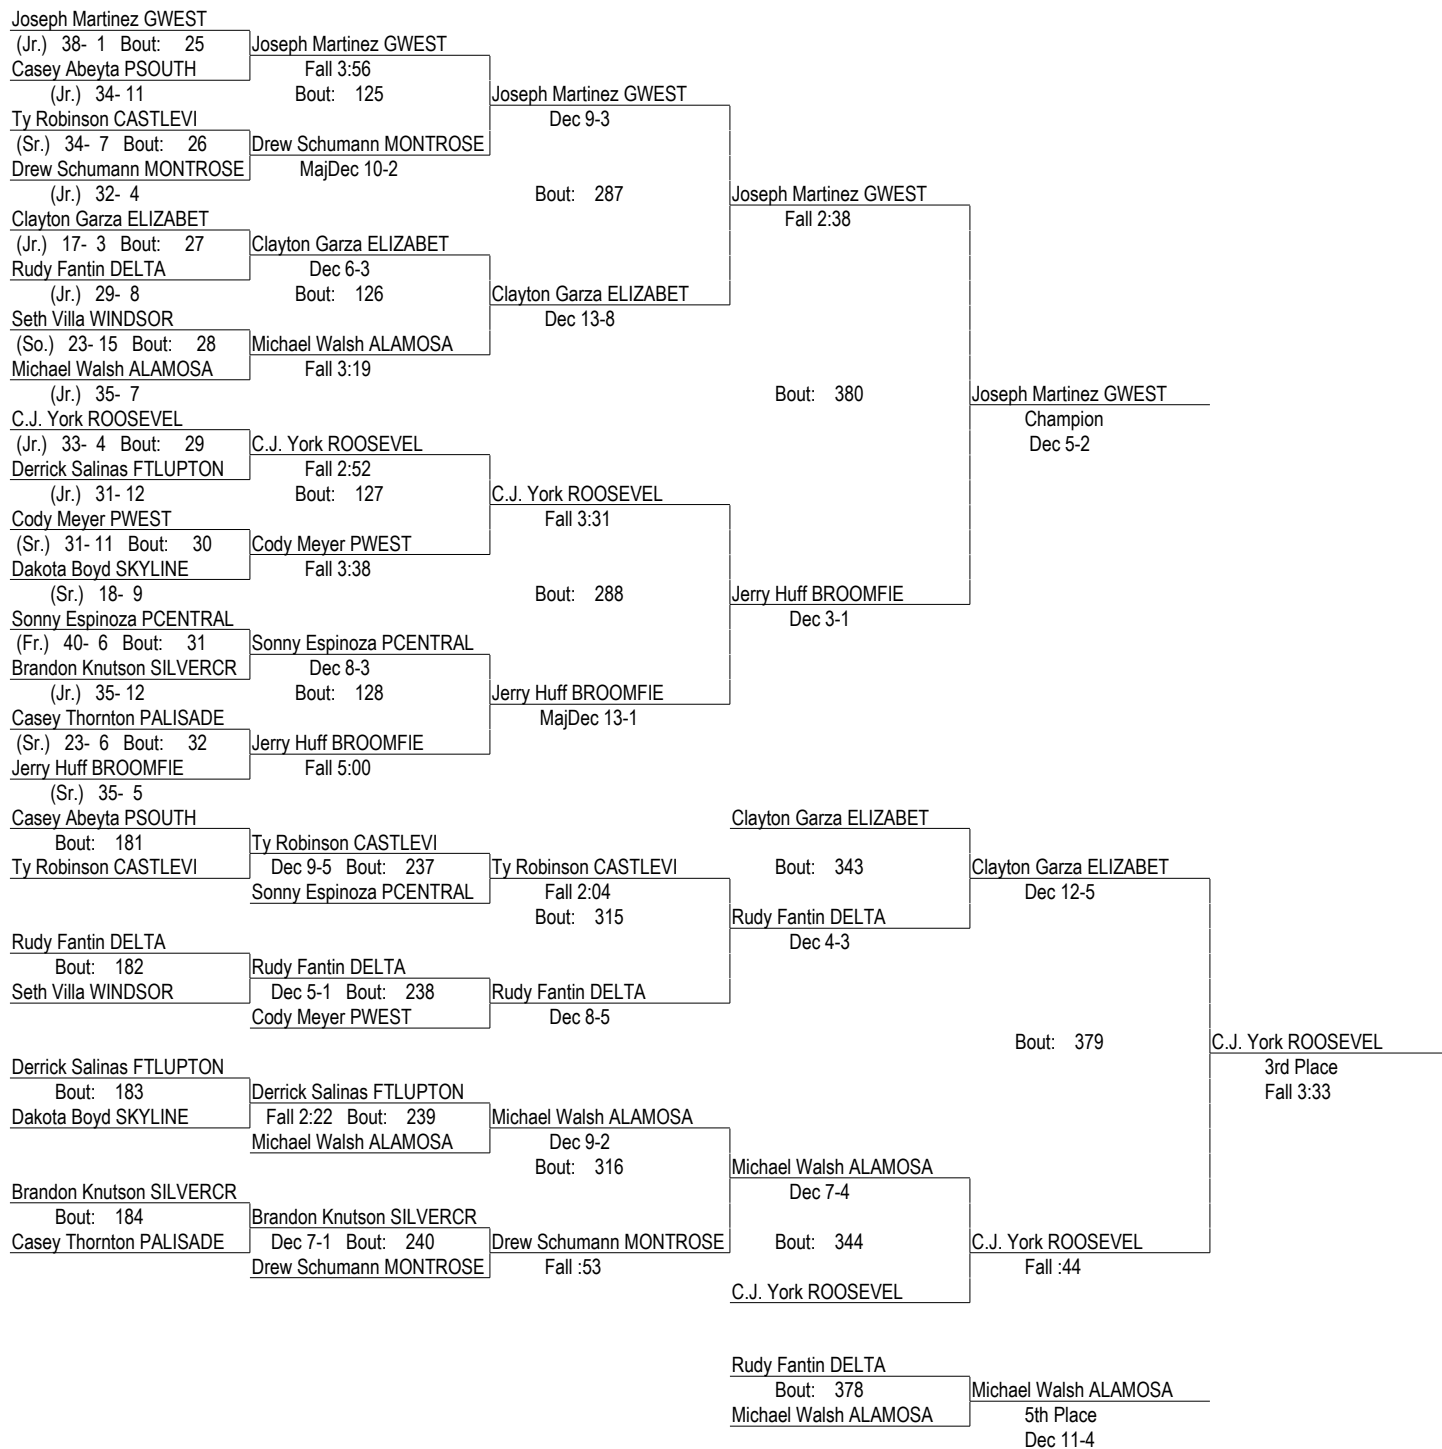 Joseph Martinez GWEST
(Jr.) 38- 1 Bout: 25 Joseph Martinez GWEST
Casey Abeyta PSOUTH Fall 3:56
(Jr.) 34- 11 Bout: 125 Joseph Martinez GWEST
Ty Robinson CASTLEVI Dec 9-3
(Sr.) 34- 7 Bout: 26 Drew Schumann MONTROSE
Drew Schumann MONTROSE MajDec 10-2
(Jr.) 32- 4 Bout: 287 Joseph Martinez GWEST
Clayton Garza ELIZABET Fall 2:38
(Jr.) 17- 3 Bout: 27 Clayton Garza ELIZABET
Rudy Fantin DELTA Dec 6-3
(Jr.) 29- 8 Bout: 126 Clayton Garza ELIZABET
Seth Villa WINDSOR Dec 13-8
(So.) 23- 15 Bout: 28 Michael Walsh ALAMOSA
Michael Walsh ALAMOSA Fall 3:19
(Jr.) 35- 7 Bout: 380 Joseph Martinez GWEST
C.J. York ROOSEVEL Champion
(Jr.) 33- 4 Bout: 29 C.J. York ROOSEVEL Dec 5-2
Derrick Salinas FTLUPTON Fall 2:52
(Jr.) 31- 12 Bout: 127 C.J. York ROOSEVEL
Cody Meyer PWEST Fall 3:31
(Sr.) 31- 11 Bout: 30 Cody Meyer PWEST
Dakota Boyd SKYLINE Fall 3:38
(Sr.) 18- 9 Bout: 288 Jerry Huff BROOMFIE
Sonny Espinoza PCENTRAL Dec 3-1
(Fr.) 40- 6 Bout: 31 Sonny Espinoza PCENTRAL
Brandon Knutson SILVERCR Dec 8-3
(Jr.) 35- 12 Bout: 128 Jerry Huff BROOMFIE
Casey Thornton PALISADE MajDec 13-1
(Sr.) 23- 6 Bout: 32 Jerry Huff BROOMFIE
Jerry Huff BROOMFIE Fall 5:00
(Sr.) 35- 5
Casey Abeyta PSOUTH Clayton Garza ELIZABET
Bout: 181 Ty Robinson CASTLEVI
Ty Robinson CASTLEVI Dec 9-5 Bout: 237 Ty Robinson CASTLEVI Bout: 343 Clayton Garza ELIZABET
Sonny Espinoza PCENTRAL Fall 2:04 Dec 12-5
Bout: 315 Rudy Fantin DELTA
Rudy Fantin DELTA Dec 4-3
Bout: 182 Rudy Fantin DELTA
Seth Villa WINDSOR Dec 5-1 Bout: 238 Rudy Fantin DELTA
Cody Meyer PWEST Dec 8-5
Bout: 379 C.J. York ROOSEVEL
Derrick Salinas FTLUPTON 3rd Place
Bout: 183 Derrick Salinas FTLUPTON Fall 3:33
Dakota Boyd SKYLINE Fall 2:22 Bout: 239 Michael Walsh ALAMOSA
Michael Walsh ALAMOSA Dec 9-2
Bout: 316 Michael Walsh ALAMOSA
Brandon Knutson SILVERCR Dec 7-4
Bout: 184 Brandon Knutson SILVERCR
Casey Thornton PALISADE Dec 7-1 Bout: 240 Drew Schumann MONTROSE Bout: 344 C.J. York ROOSEVEL
Drew Schumann MONTROSE Fall :53 Fall :44
C.J. York ROOSEVEL
Rudy Fantin DELTA
Bout: 378 Michael Walsh ALAMOSA
Michael Walsh ALAMOSA 5th Place
Dec 11-4